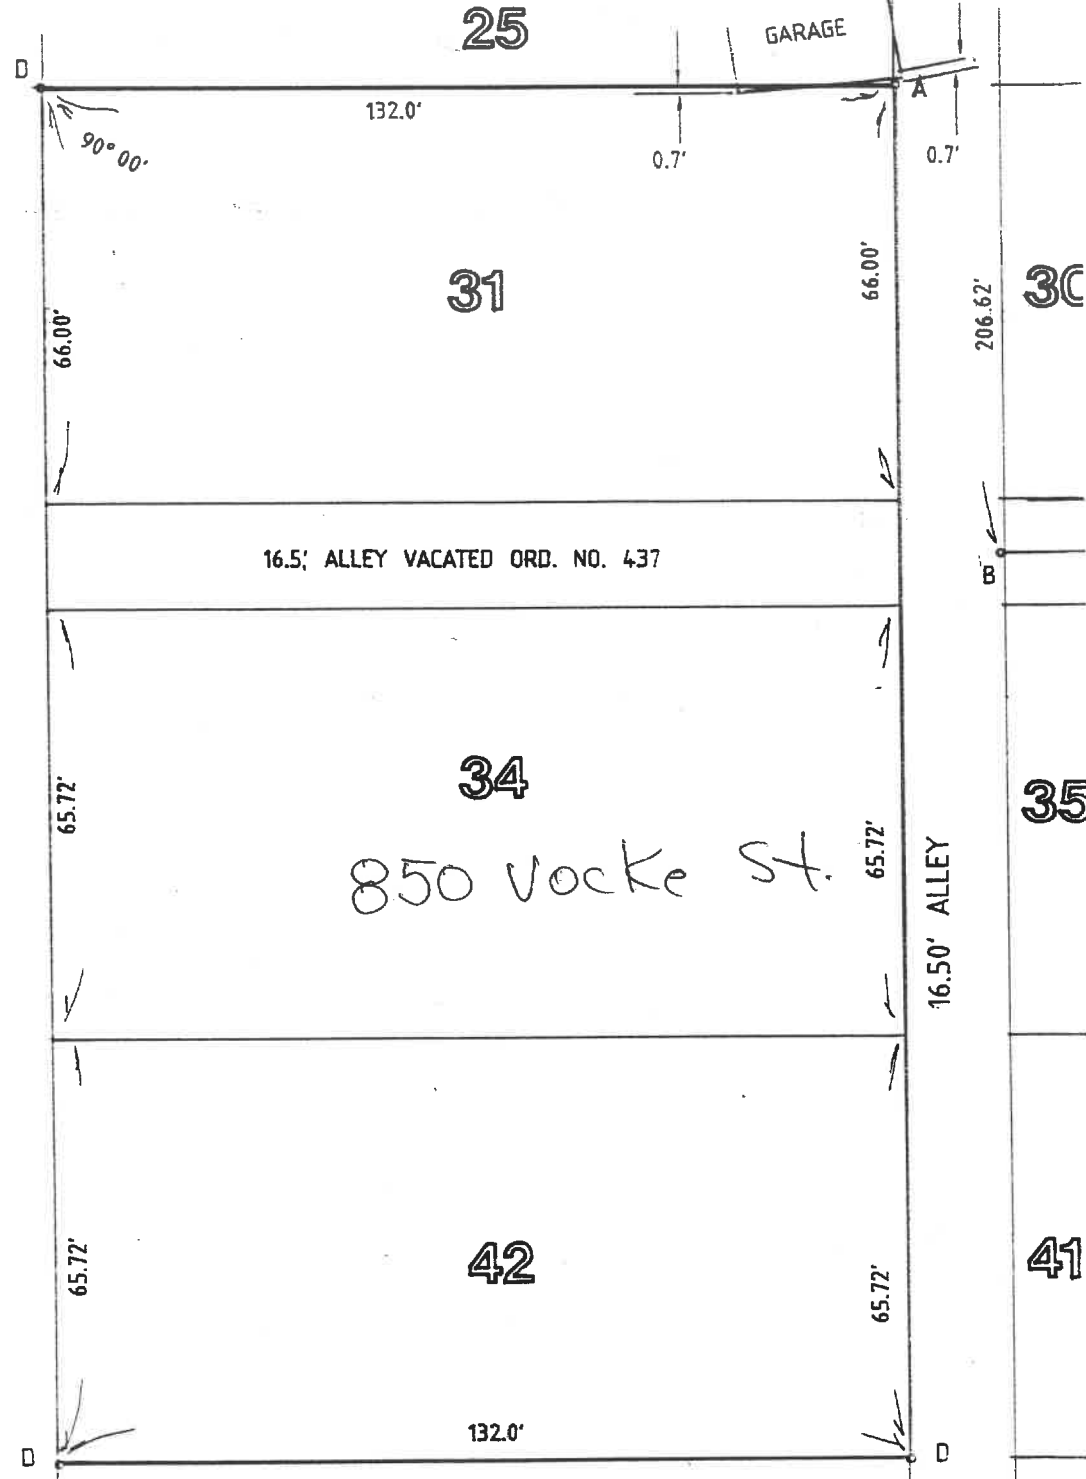 25
GARAGE
D
132.0'
A
90° 00'
0.7'
0.7'
31
66.00'
66.00'
206.62'
16.5' ALLEY VACATED ORD. NO. 437
B
34
65.72'
65.72'
35
850 Vocke St.
16.50' ALLEY
42
65.72'
65.72'
41
132.0'
D
D